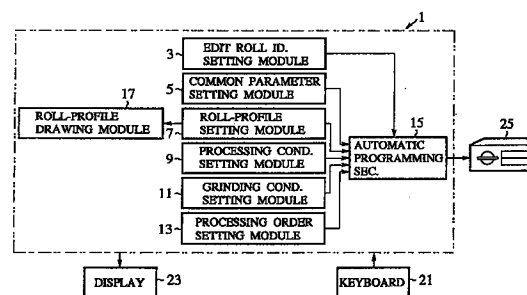 1
3
EDIT ROLL ID.
SETTING MODULE
5
COMMON PARAMETER
SETTING MODULE
17
ROLL-PROFILE
DRAWING MODULE
7
ROLL-PROFILE
SETTING MODULE
9
PROCESSING COND.
SETTING MODULE
11
GRINDING COND.
SETTING MODULE
13
PROCESSING ORDER
SETTING MODULE
15
AUTOMATIC
PROGRAMMING
SEC.
25
DISPLAY
23
KEYBOARD
21